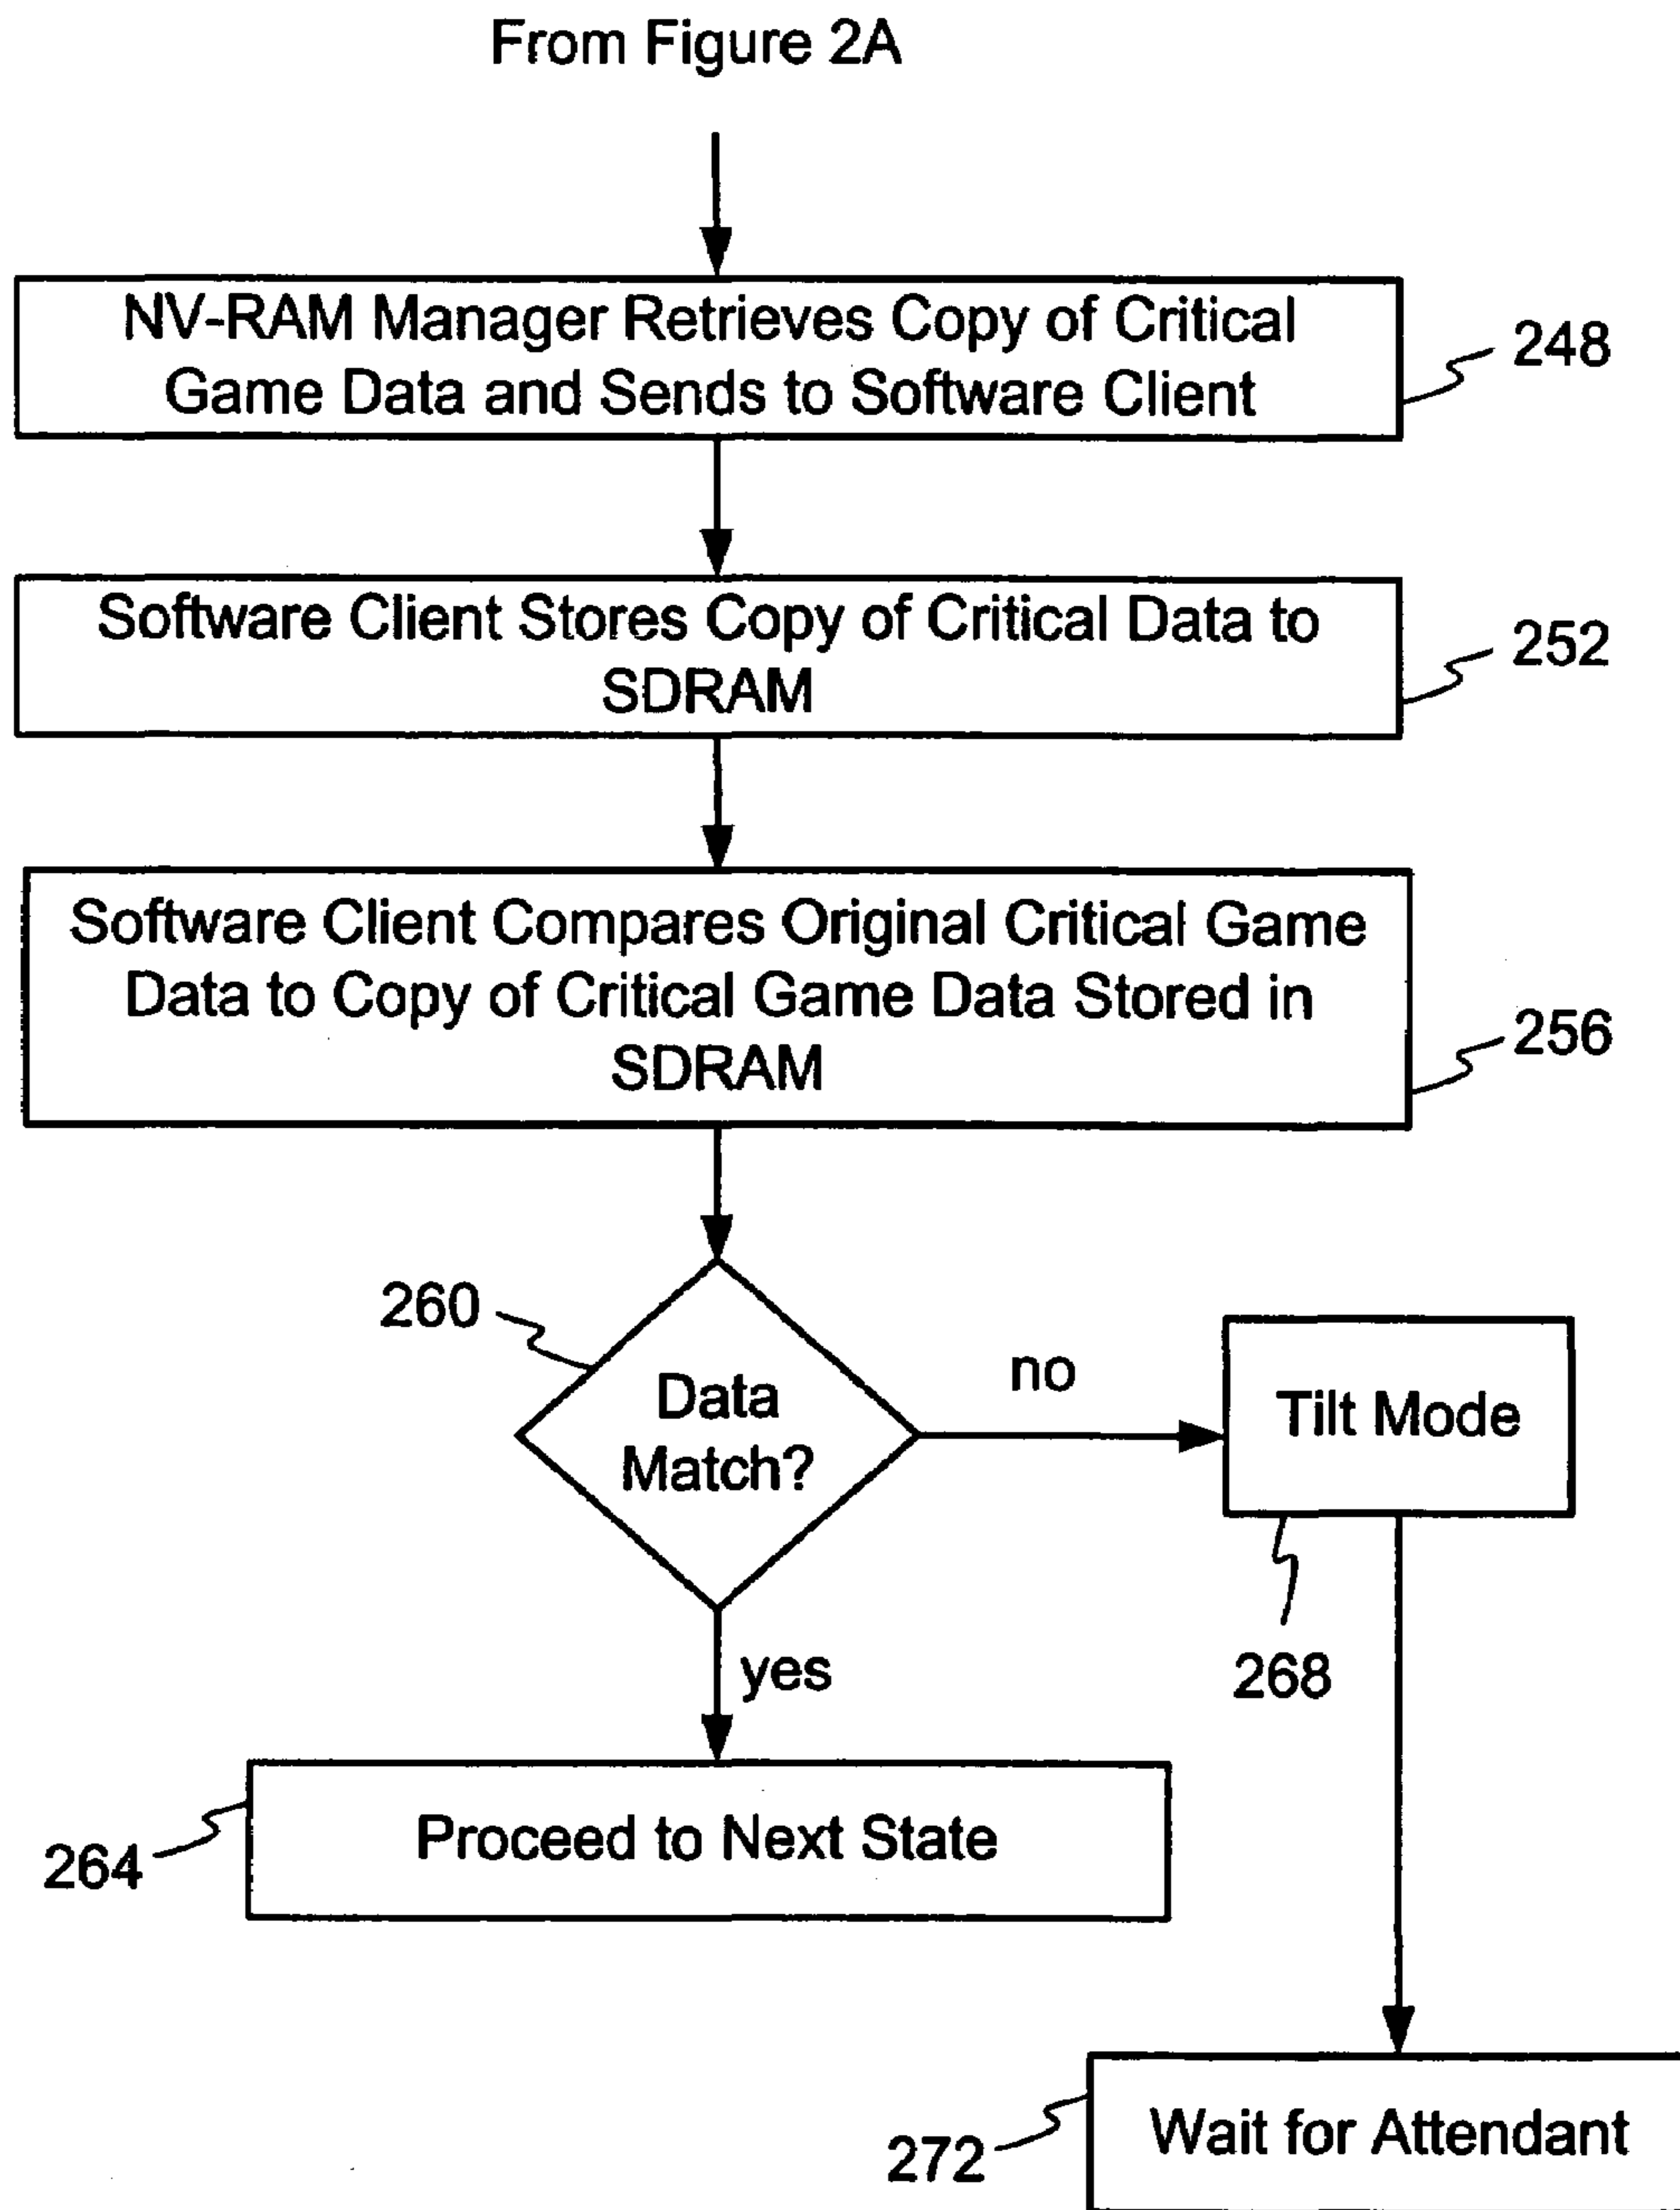 From Figure 2A
NV-RAM Manager Retrieves Copy of Critical
Game Data and Sends to Software Client
248
Software Client Stores Copy of Critical Data to
SDRAM
252
Software Client Compares Original Critical Game
Data to Copy of Critical Game Data Stored in
SDRAM
256
260
Data
Match?
no
Tilt Mode
268
yes
Proceed to Next State
264
Wait for Attendant
272